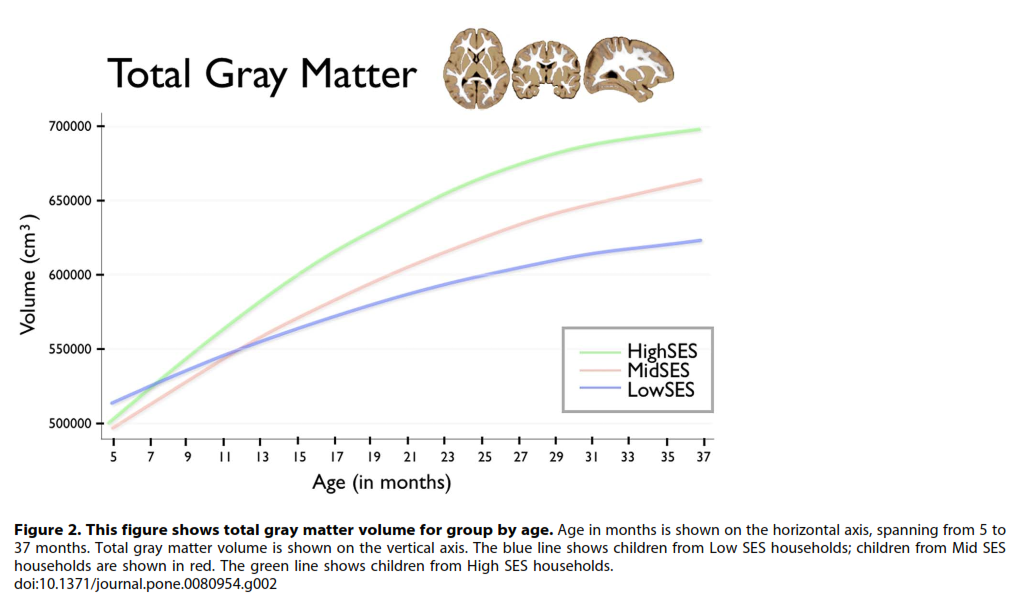 Total Gray Matter
700000
650000
600000
550000
500000
Volume (cm³)
HighSES
MidSES
LowSES
5 7 9 11 13 15 17 19 21 23 25 27 29 31 33 35 37
Age (in months)
Figure 2. This figure shows total gray matter volume for group by age. Age in months is shown on the horizontal axis, spanning from 5 to
37 months. Total gray matter volume is shown on the vertical axis. The blue line shows children from Low SES households; children from Mid SES
households are shown in red. The green line shows children from High SES households.
doi:10.1371/journal.pone.0080954.g002